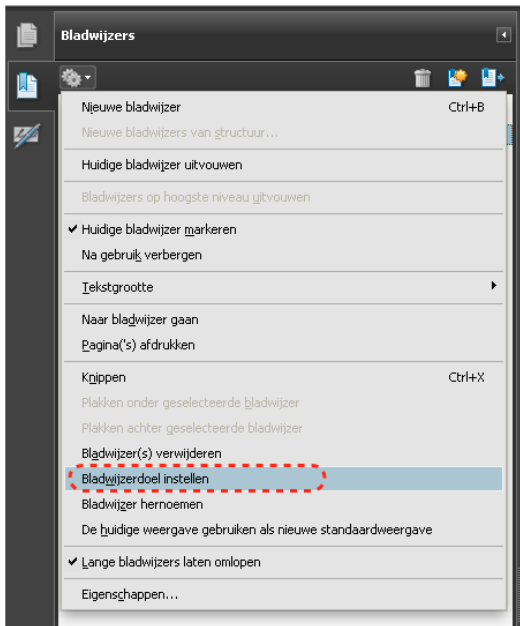 Bladwijzers
Nieuwe bladwijzer Ctrl+B
Nieuwe bladwijzers van structuur...
Huidige bladwijzer uitvouwen
Bladwijzers op hoogste niveau uitvouwen
Huidige bladwijzer markeren
Na gebruik verbergen
Tekstgrootte
Naar bladwijzer gaan
Pagina('s) afdrukken
Knippen Ctrl+X
Plakken onder geselecteerde bladwijzer
Plakken achter geselecteerde bladwijzer
Bladwijzer(s) verwijderen
Bladwijzerdoel instellen
Bladwijzer hernoemen
De huidige weergave gebruiken als nieuwe standaardweergave
Lange bladwijzers laten omlopen
Eigenschappen...